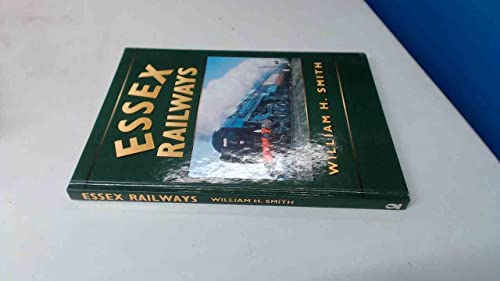 ESSEX
RAILWAYS
WILLIAM H. SMITH
ESSEX RAILWAYS WILLIAM H. SMITH